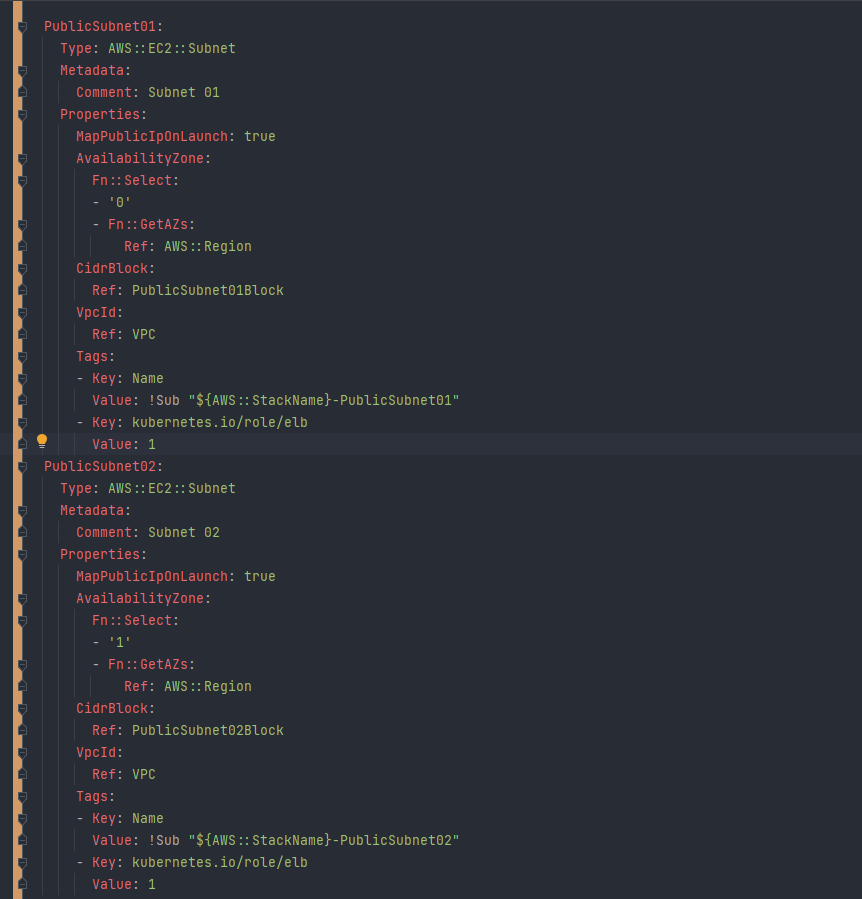 PublicSubnet01:
  Type: AWS::EC2::Subnet
  Metadata:
    Comment: Subnet 01
  Properties:
    MapPublicIpOnLaunch: true
    AvailabilityZone:
      Fn::Select:
      - '0'
      - Fn::GetAZs:
          Ref: AWS::Region
    CidrBlock:
      Ref: PublicSubnet01Block
    VpcId:
      Ref: VPC
    Tags:
    - Key: Name
      Value: !Sub "${AWS::StackName}-PublicSubnet01"
    - Key: kubernetes.io/role/elb
      Value: 1
PublicSubnet02:
  Type: AWS::EC2::Subnet
  Metadata:
    Comment: Subnet 02
  Properties:
    MapPublicIpOnLaunch: true
    AvailabilityZone:
      Fn::Select:
      - '1'
      - Fn::GetAZs:
          Ref: AWS::Region
    CidrBlock:
      Ref: PublicSubnet02Block
    VpcId:
      Ref: VPC
    Tags:
    - Key: Name
      Value: !Sub "${AWS::StackName}-PublicSubnet02"
    - Key: kubernetes.io/role/elb
      Value: 1